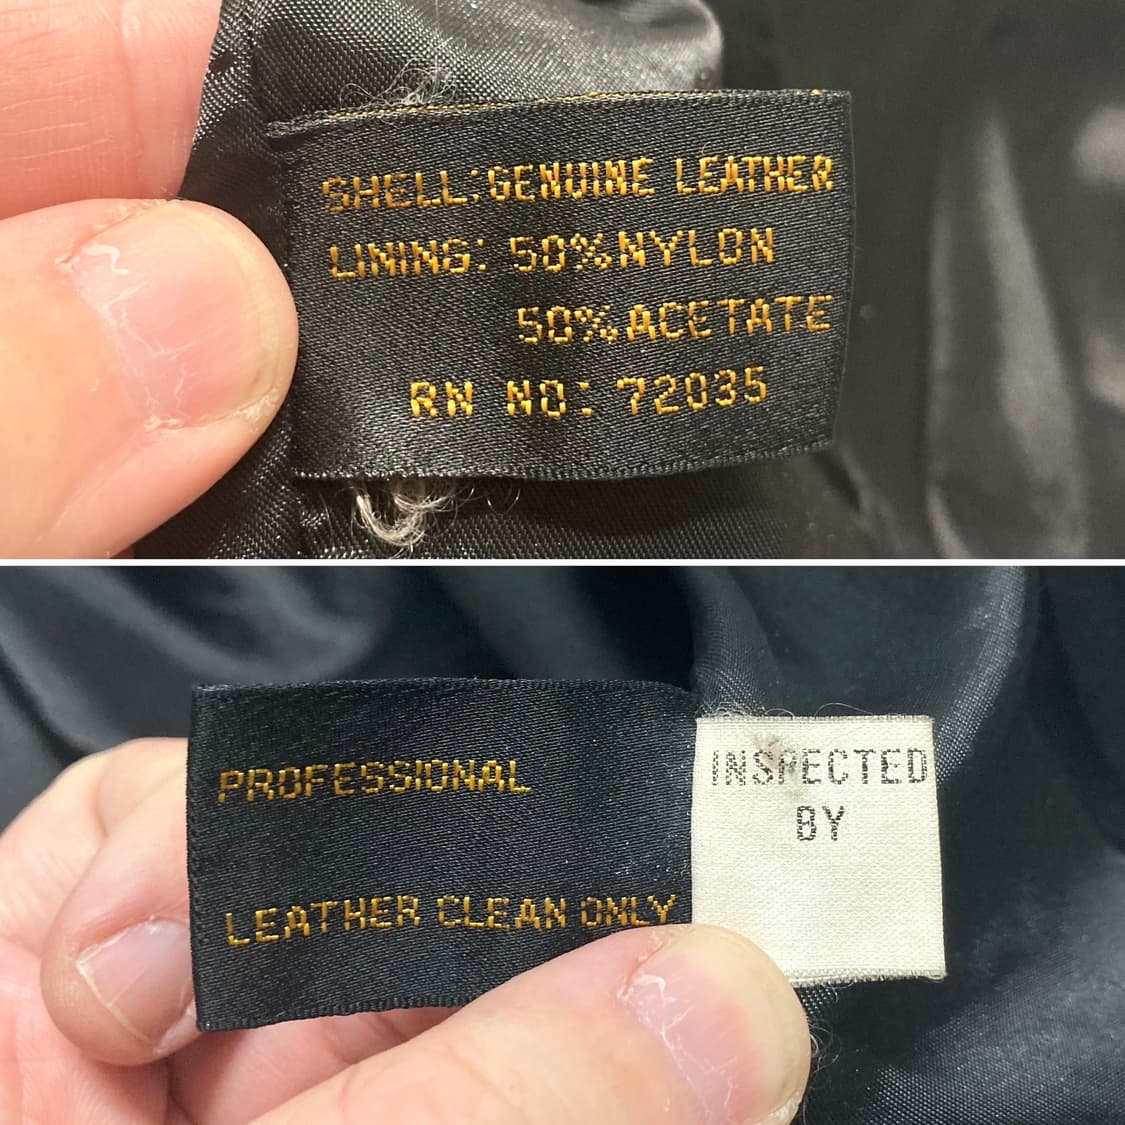 SHELL:GENUINE LEATHER
LINING: 50%NYLON
50%ACETATE
RN NO: 72035
PROFESSIONAL
LEATHER CLEAN ONLY
INSPECTED
BY